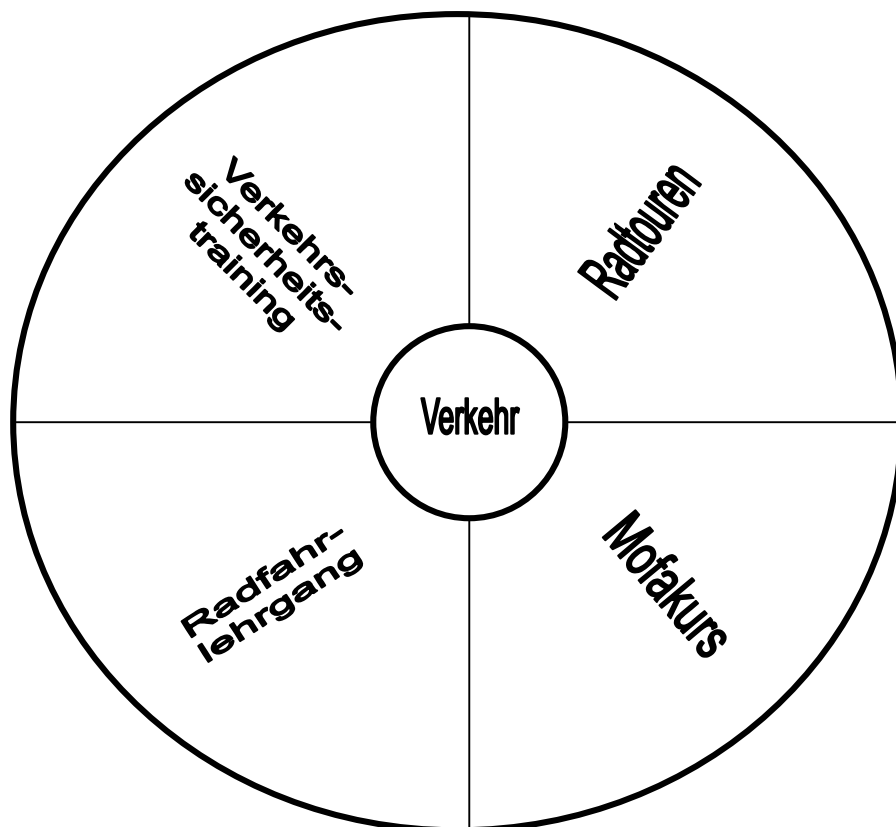 Verkehrs-
sicherheits-
training
Radtouren
Verkehr
Radfahr-
lehrgang
Mofakurs